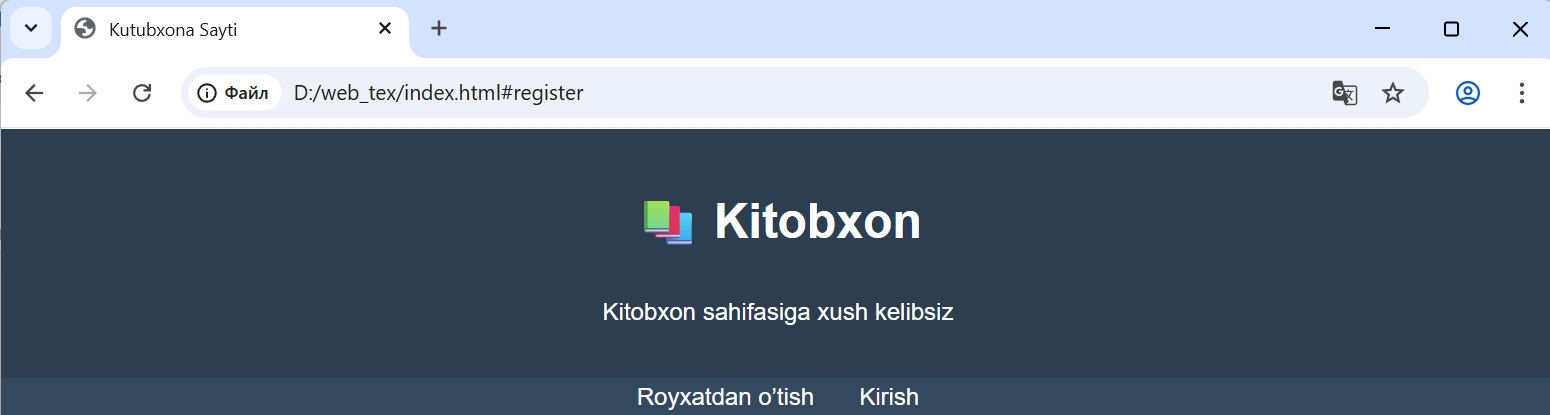 Kutubxona Sayti
Файл D:/web_tex/index.html#register
Kitobxon
Kitobxon sahifasiga xush kelibsiz
Royxatdan o’tish Kirish